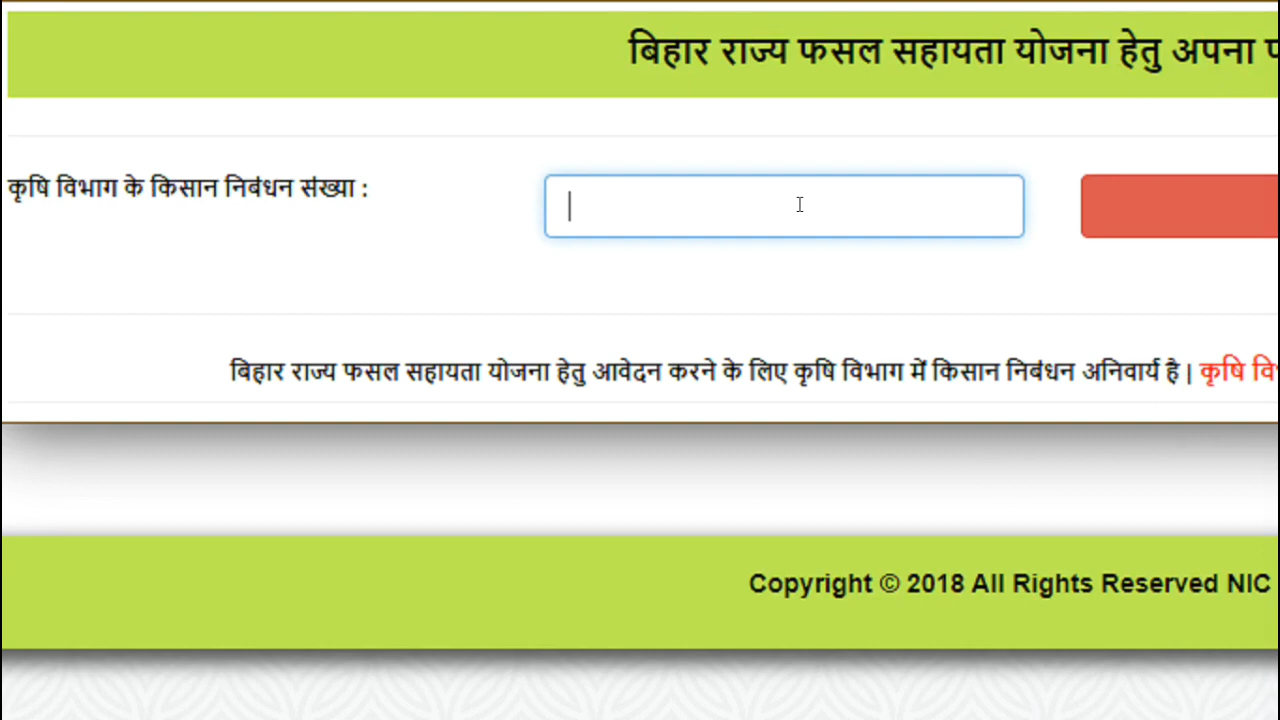 बिहार राज्य फसल सहायता योजना हेतु अपना
कृषि विभाग के किसान निबंधन संख्या :
बिहार राज्य फसल सहायता योजना हेतु आवेदन करने के लिए कृषि विभाग में किसान निबंधन अनिवार्य है | कृषि
Copyright © 2018 All Rights Reserved NIC